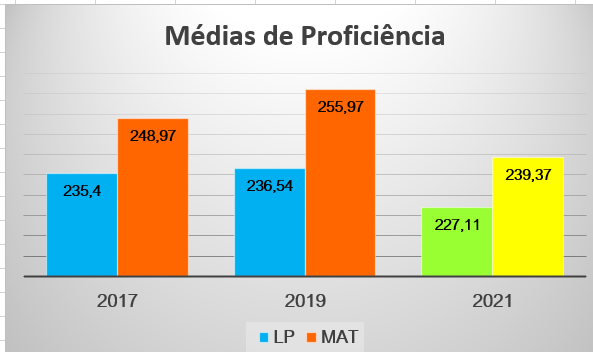 Médias de Proficiência
235,4
248,97
236,54
255,97
227,11
239,37
2017 2019 2021
LP MAT